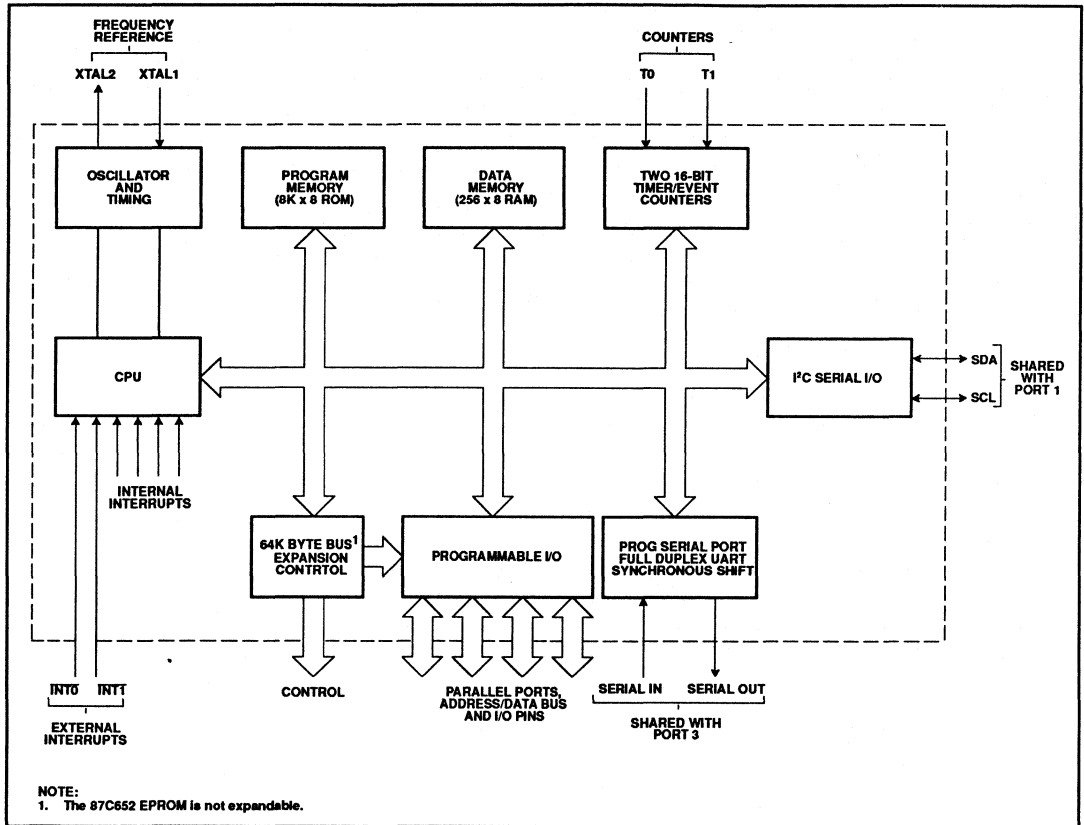 FREQUENCY
REFERENCE
XTAL2 XTAL1
COUNTERS
T0 T1
OSCILLATOR
AND
TIMING
PROGRAM
MEMORY
(8K x 8 ROM)
DATA
MEMORY
(256 x 8 RAM)
TWO 16-BIT
TIMER/EVENT
COUNTERS
CPU
I²C SERIAL I/O
SDA
SCL
SHARED
WITH
PORT 1
INTERNAL
INTERRUPTS
64K BYTE BUS¹
EXPANSION
CONTRTOL
PROGRAMMABLE I/O
PROG SERIAL PORT
FULL DUPLEX UART
SYNCHRONOUS SHIFT
INT0 INT1
EXTERNAL
INTERRUPTS
CONTROL
PARALLEL PORTS,
ADDRESS/DATA BUS
AND I/O PINS
SERIAL IN SERIAL OUT
SHARED WITH
PORT 3
NOTE:
1. The 87C652 EPROM is not expandable.